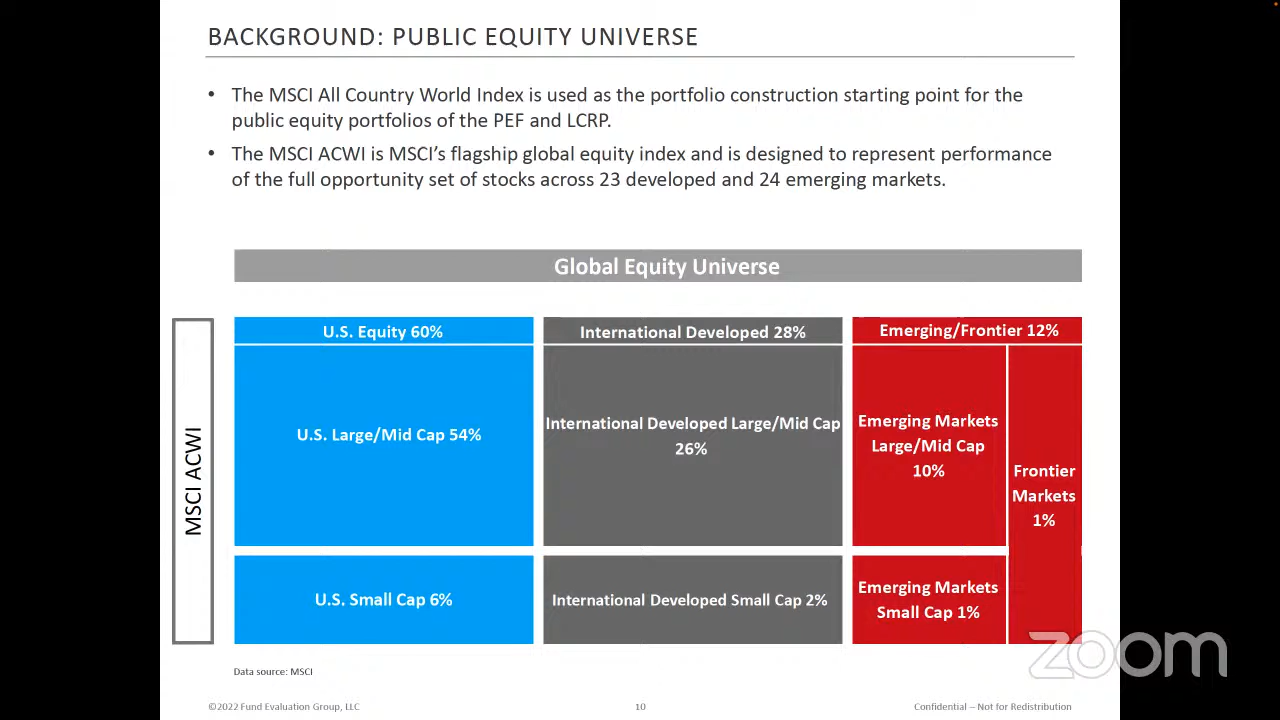 BACKGROUND: PUBLIC EQUITY UNIVERSE
• The MSCI All Country World Index is used as the portfolio construction starting point for the
public equity portfolios of the PEF and LCRP.
• The MSCI ACWI is MSCI’s flagship global equity index and is designed to represent performance
of the full opportunity set of stocks across 23 developed and 24 emerging markets.
Global Equity Universe
MSCI ACWI
U.S. Equity 60%
International Developed 28%
Emerging/Frontier 12%
U.S. Large/Mid Cap 54%
International Developed Large/Mid Cap
26%
Emerging Markets
Large/Mid Cap
10%
Frontier
Markets
1%
U.S. Small Cap 6%
International Developed Small Cap 2%
Emerging Markets
Small Cap 1%
zoom
Data source: MSCI
©2022 Fund Evaluation Group, LLC
10
Confidential – Not for Redistribution